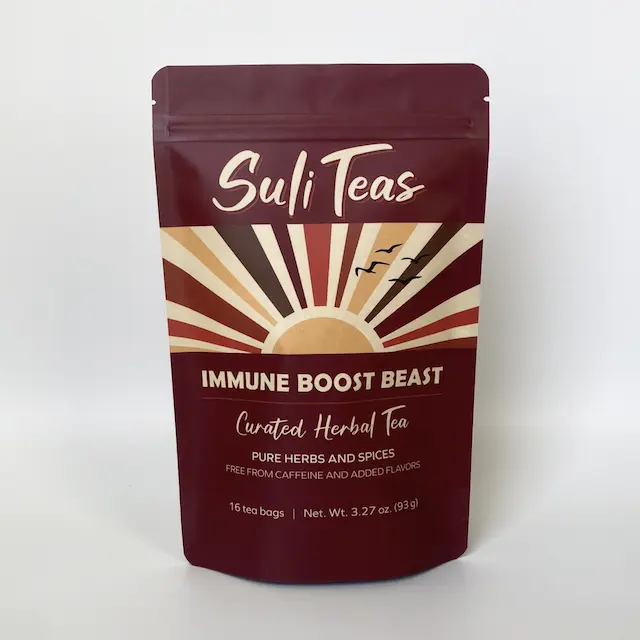 Suli Teas
IMMUNE BOOST BEAST
Curated Herbal Tea
PURE HERBS AND SPICES
FREE FROM CAFFEINE AND ADDED FLAVORS
16 tea bags | Net. Wt. 3.27 oz. (93 g)